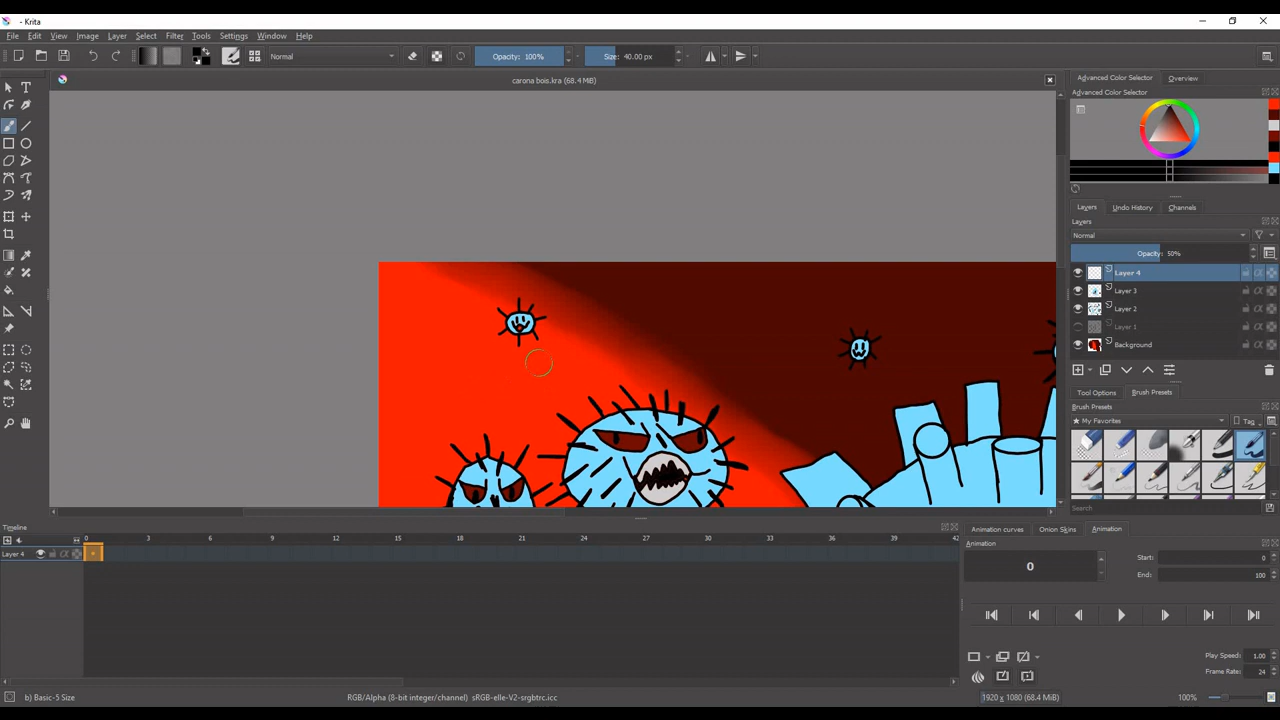 - Krita
File Edit View Image Layer Select Filter Tools Settings Window Help
Normal Opacity: 100% Size: 40.00 px
carona bois.kra (68.4 MiB)
Advanced Color Selector Overview
Advanced Color Selector
Layers Undo History Channels
Layers
Normal
Opacity: 50%
Layer 4
Layer 3
Layer 2
Layer 1
Background
Tool Options Brush Presets
Brush Presets
My Favorites Tag
Search
Timeline
0 3 6 9 12 15 18 21 24 27 30 33 36 39 42
Layer 4
Animation curves Onion Skins Animation
Animation
0
Start: 0
End: 100
Play Speed: 1.00
Frame Rate: 24
b) Basic-5 Size
RGB/Alpha (8-bit integer/channel) sRGB-elle-V2-srgbtrc.icc
1920 x 1080 (68.4 MiB)
100%